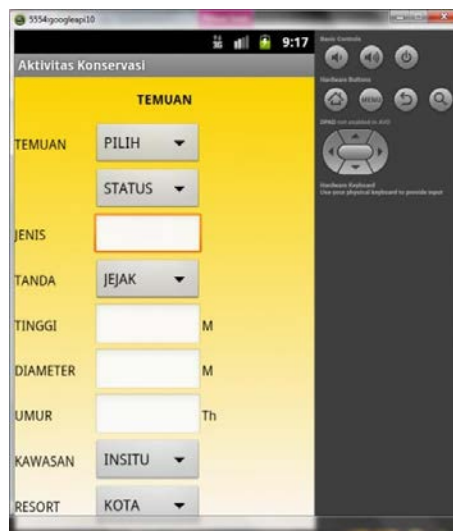 5554:googleapi10
9:17
Aktivitas Konservasi
TEMUAN
TEMUAN PILIH
STATUS
JENIS
TANDA JEJAK
TINGGI M
DIAMETER M
UMUR Th
KAWASAN INSITU
RESORT KOTA
Basic Controls
Hardware Buttons
MENU
DPAD not enabled in AVD
Hardware Keyboard
Use your physical keyboard to provide input